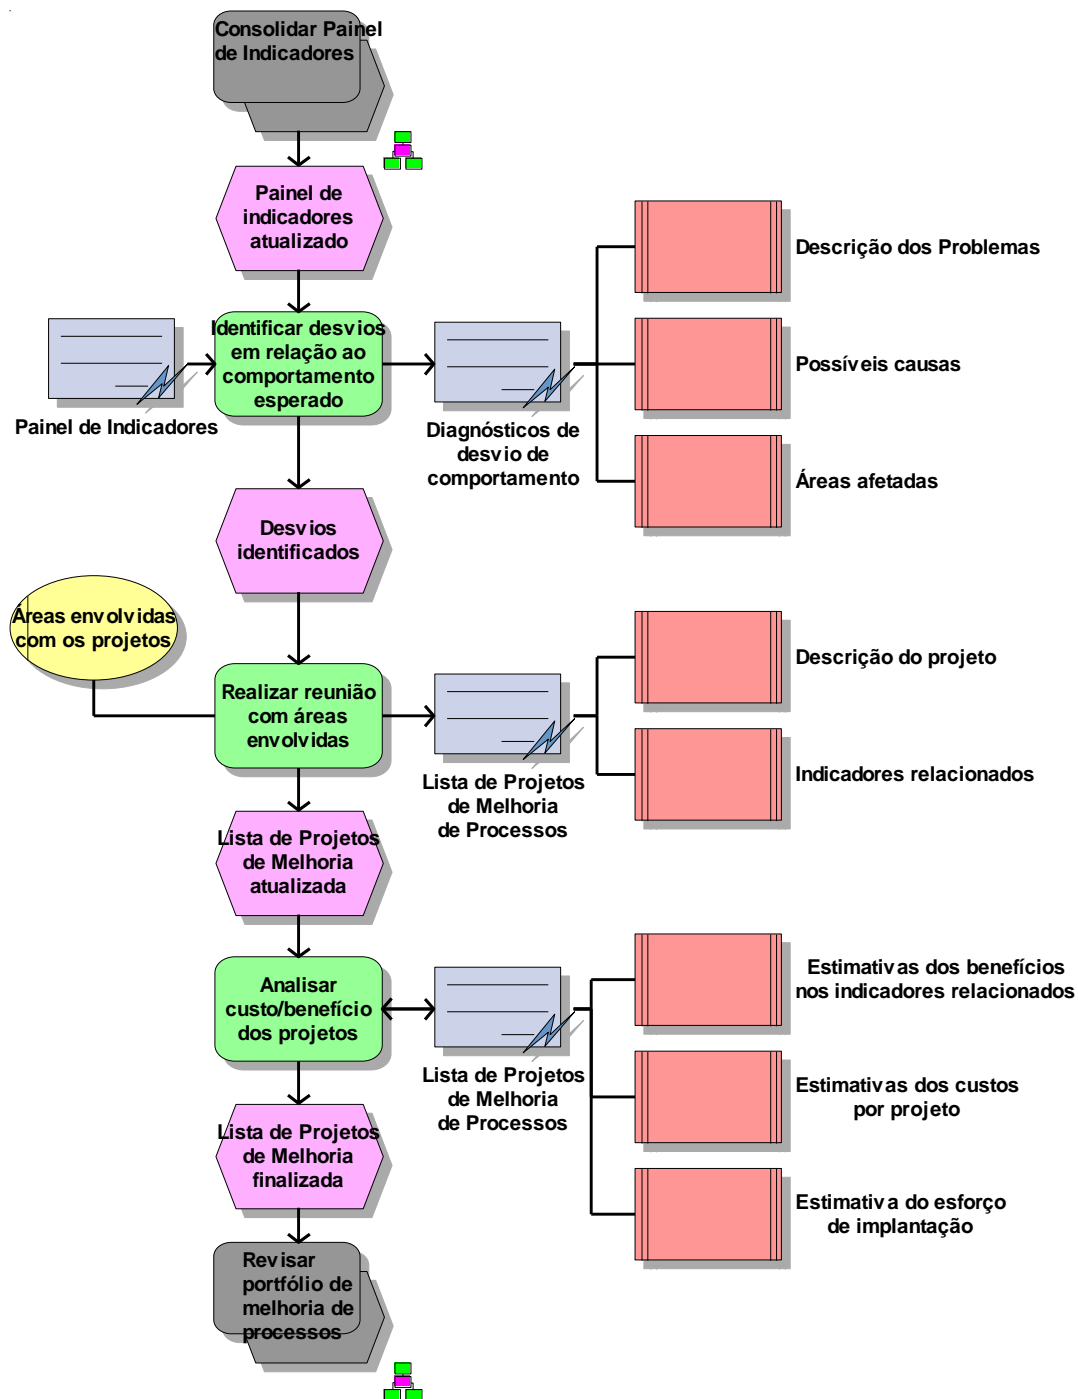 Consolidar Painel
de Indicadores
Painel de
indicadores
atualizado
Descrição dos Problemas
Identificar desvios
em relação ao
comportamento
esperado
Painel de Indicadores
Diagnósticos de
desvio de
comportamento
Possíveis causas
Áreas afetadas
Desvios
identificados
Áreas envolvidas
com os projetos
Realizar reunião
com áreas
envolvidas
Lista de Projetos
de Melhoria
de Processos
Descrição do projeto
Indicadores relacionados
Lista de Projetos
de Melhoria
atualizada
Analisar
custo/benefício
dos projetos
Lista de Projetos
de Melhoria
de Processos
Estimativas dos benefícios
nos indicadores relacionados
Estimativas dos custos
por projeto
Estimativa do esforço
de implantação
Lista de Projetos
de Melhoria
finalizada
Revisar
portfólio de
melhoria de
processos